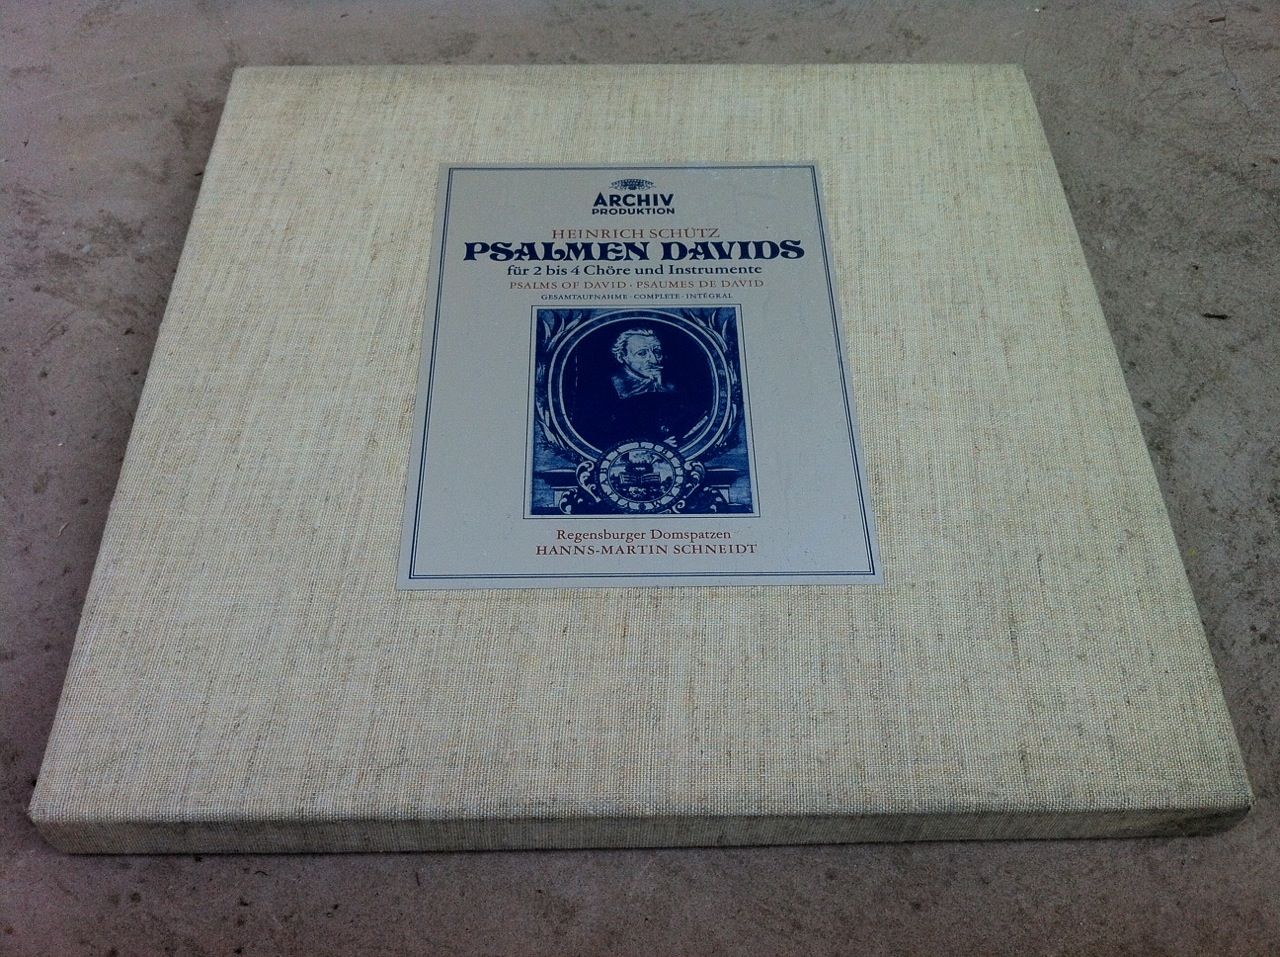 ARCHIV
PRODUKTION
HEINRICH SCHÜTZ
PSALMEN DAVIDS
für 2 bis 4 Chöre und Instrumente
PSALMS OF DAVID · PSAUMES DE DAVID
GESAMTAUFNAHME · COMPLETE · INTÉGRAL
Regensburger Domspatzen
HANNS-MARTIN SCHNEIDT